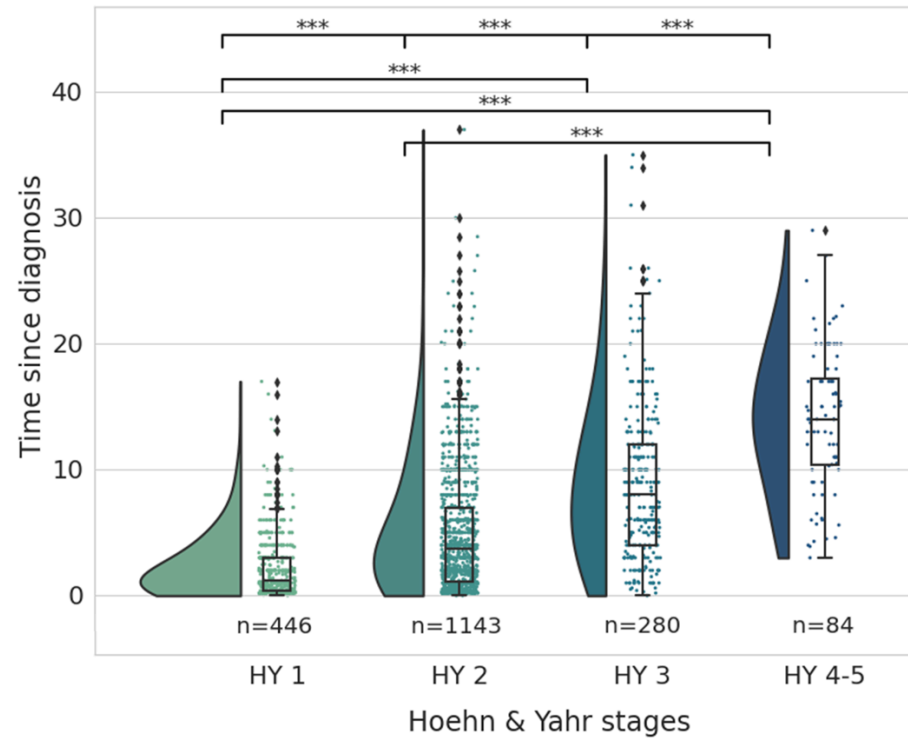 *** *** ***
***
***
***
40
30
20
10
0
Time since diagnosis
n=446 n=1143 n=280 n=84
HY 1 HY 2 HY 3 HY 4-5
Hoehn & Yahr stages